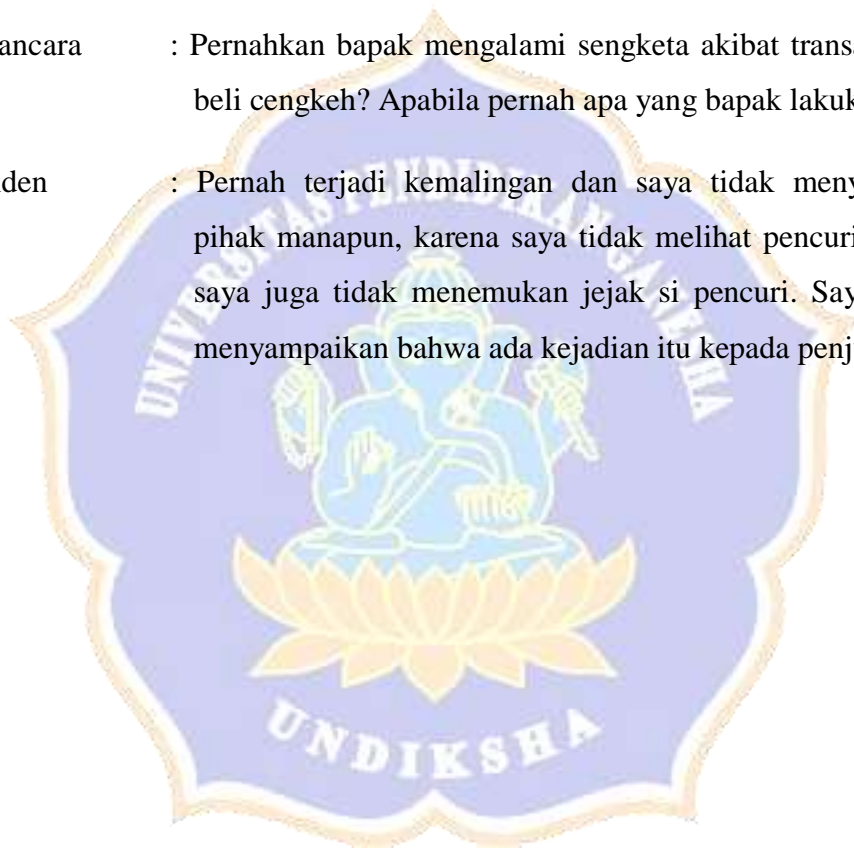 ancara : Pernahkan bapak mengalami sengketa akibat transa
beli cengkeh? Apabila pernah apa yang bapak lakuk
den : Pernah terjadi kemalingan dan saya tidak meny
pihak manapun, karena saya tidak melihat pencuri
saya juga tidak menemukan jejak si pencuri. Say
menyampaikan bahwa ada kejadian itu kepada penj
UNIVERSITAS PENDIDIKAN GANESHA
UNDIKSHA